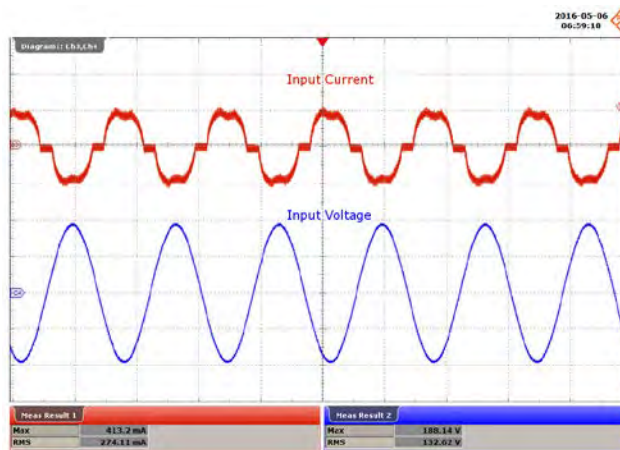 2016-05-06
06:59:10
Diagram1: Ch3,Ch4
Input Current
Input Voltage
Meas Result 1
Meas Result 2
Max 413.2 mA
Max 188.14 V
RMS 274.11 mA
RMS 132.02 V